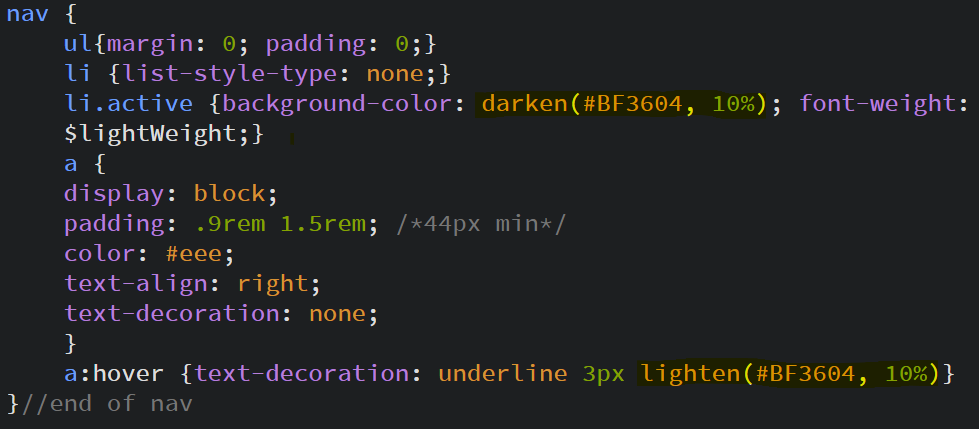 nav {
ul{margin: 0; padding: 0;}
li {list-style-type: none;}
li.active {background-color: darken(#BF3604, 10%); font-weight:
$lightWeight;}
a {
display: block;
padding: .9rem 1.5rem; /*44px min*/
color: #eee;
text-align: right;
text-decoration: none;
}
a:hover {text-decoration: underline 3px lighten(#BF3604, 10%)}
}//end of nav